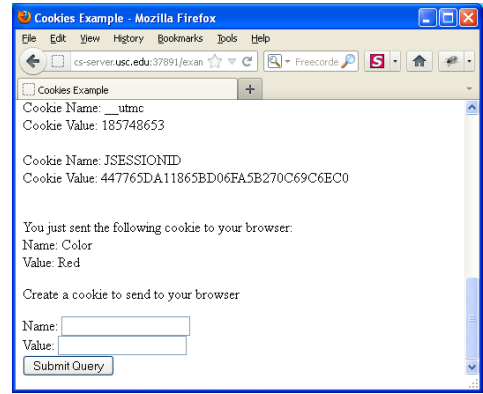 Cookies Example - Mozilla Firefox
File Edit View History Bookmarks Tools Help
cs-server.usc.edu:37891/exan Freecorde
Cookies Example
Cookie Name: __utmc
Cookie Value: 185748653
Cookie Name: JSESSIONID
Cookie Value: 447765DA11865BD06FA5B270C69C6EC0
You just sent the following cookie to your browser:
Name: Color
Value: Red
Create a cookie to send to your browser
Name:
Value:
Submit Query